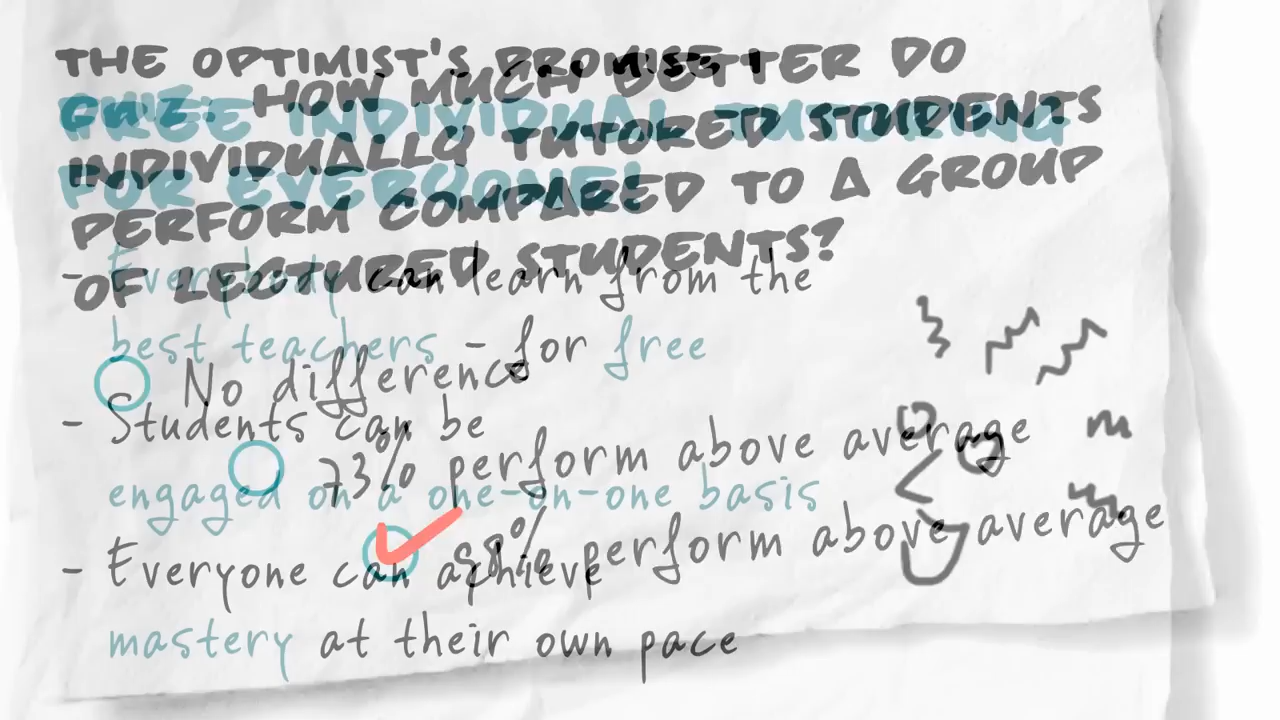 THE OPTIMIST'S PROMISE:
FREE INDIVIDUAL TUTORING
FOR EVERYONE!
- Everybody can learn from the
best teachers - for free
- Students can be
engaged on a one-on-one basis
- Everyone can achieve
mastery at their own pace
QUIZ: HOW MUCH BETTER DO
INDIVIDUALLY TUTORED STUDENTS
PERFORM COMPARED TO A GROUP
OF LECTURED STUDENTS?
No difference
73% perform above average
98% perform above average